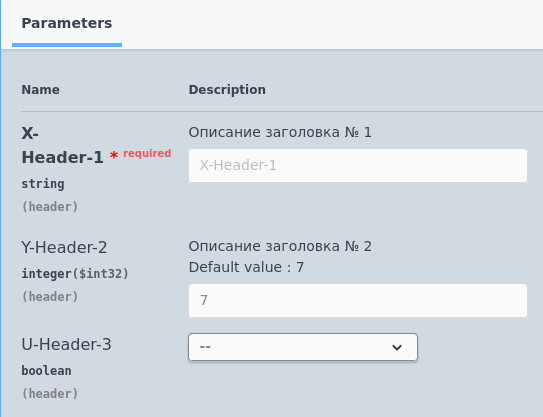 Parameters
Name Description
X-
Header-1 * required
string
(header)
Описание заголовка № 1
X-Header-1
Y-Header-2
integer($int32)
(header)
Описание заголовка № 2
Default value : 7
7
U-Header-3
boolean
(header)
--